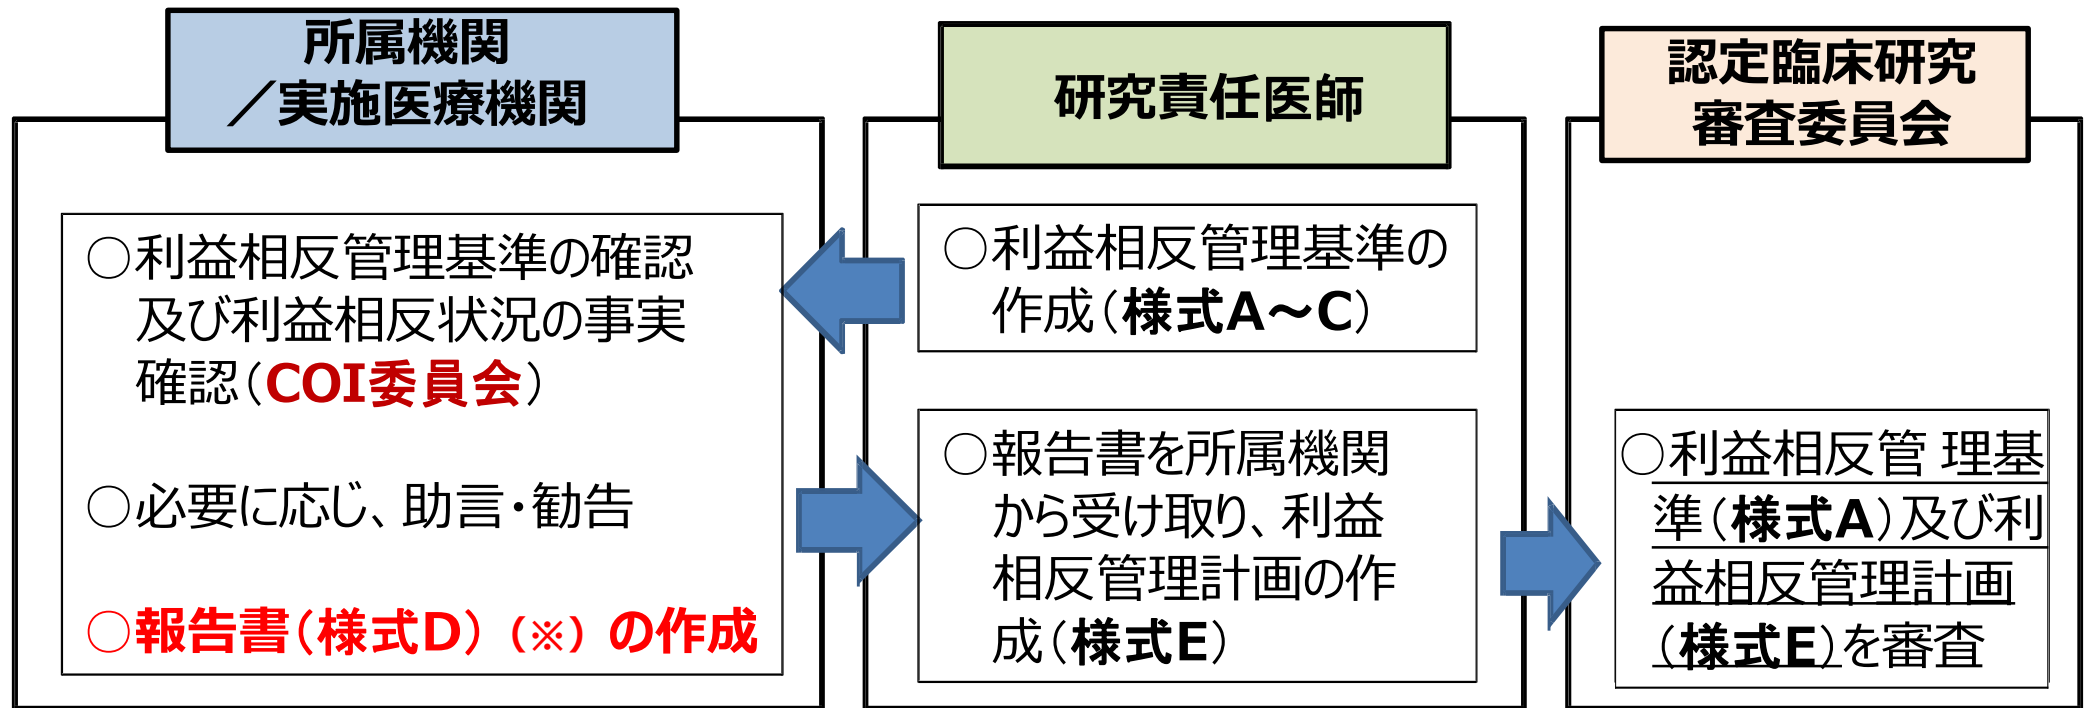 所属機関
／実施医療機関
○利益相反管理基準の確認
及び利益相反状況の事実
確認（COI委員会）
○必要に応じ、助言・勧告
○報告書（様式D）（※）の作成
研究責任医師
○利益相反管理基準の
作成（様式A～C）
○報告書を所属機関
から受け取り、利益
相反管理計画の作
成（様式E）
認定臨床研究
審査委員会
○利益相反管 理基
準（様式A）及び利
益相反管理計画
（様式E）を審査